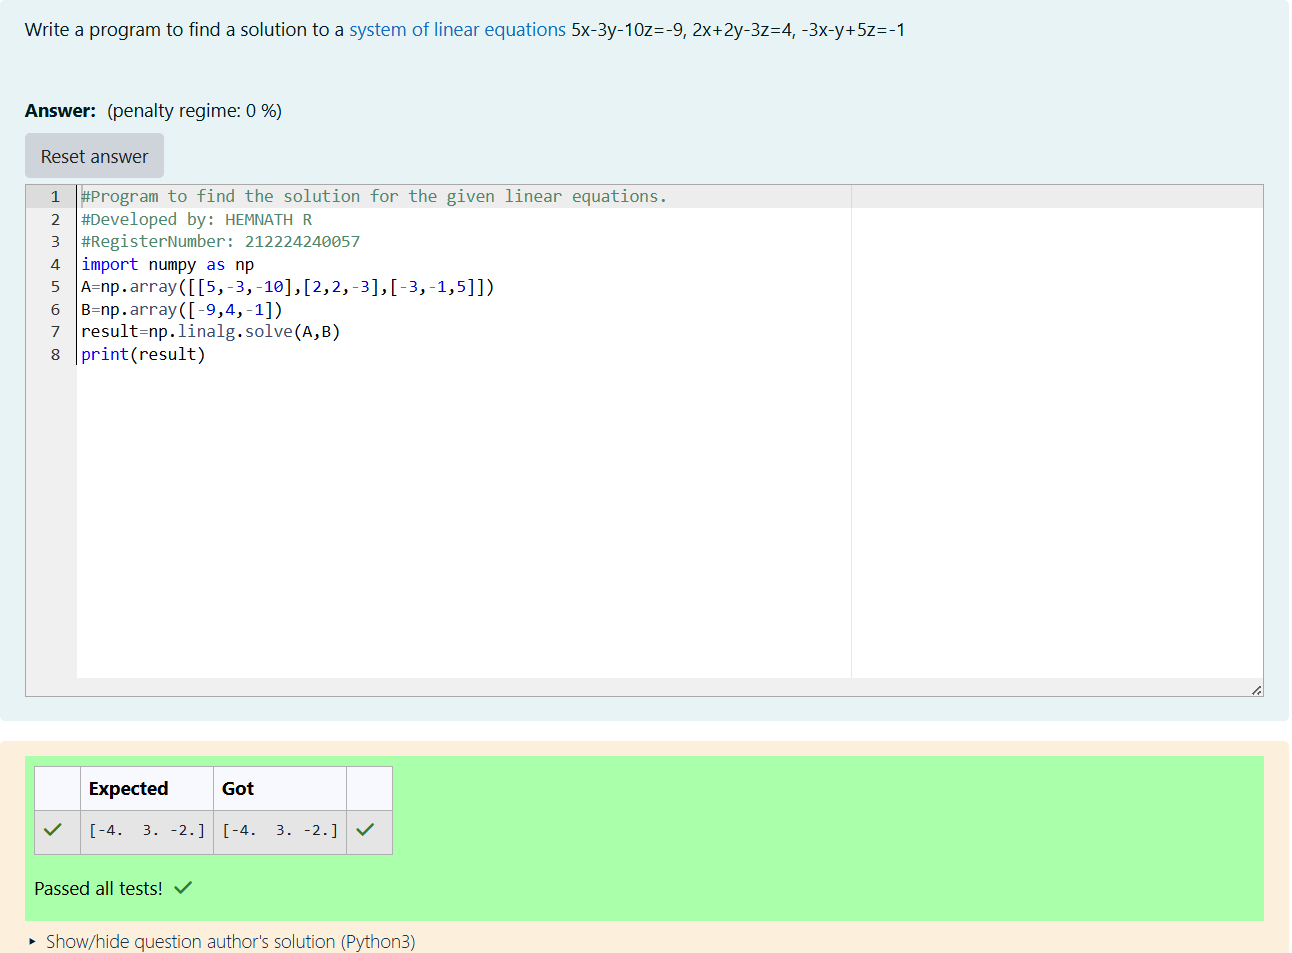 Write a program to find a solution to a system of linear equations 5x-3y-10z=-9, 2x+2y-3z=4, -3x-y+5z=-1
Answer: (penalty regime: 0 %)
Reset answer
1 #Program to find the solution for the given linear equations.
2 #Developed by: HEMNATH R
3 #RegisterNumber: 212224240057
4 import numpy as np
5 A=np.array([[5,-3,-10],[2,2,-3],[-3,-1,5]])
6 B=np.array([-9,4,-1])
7 result=np.linalg.solve(A,B)
8 print(result)
Expected Got
[-4.  3. -2.] [-4.  3. -2.]
Passed all tests!
Show/hide question author's solution (Python3)